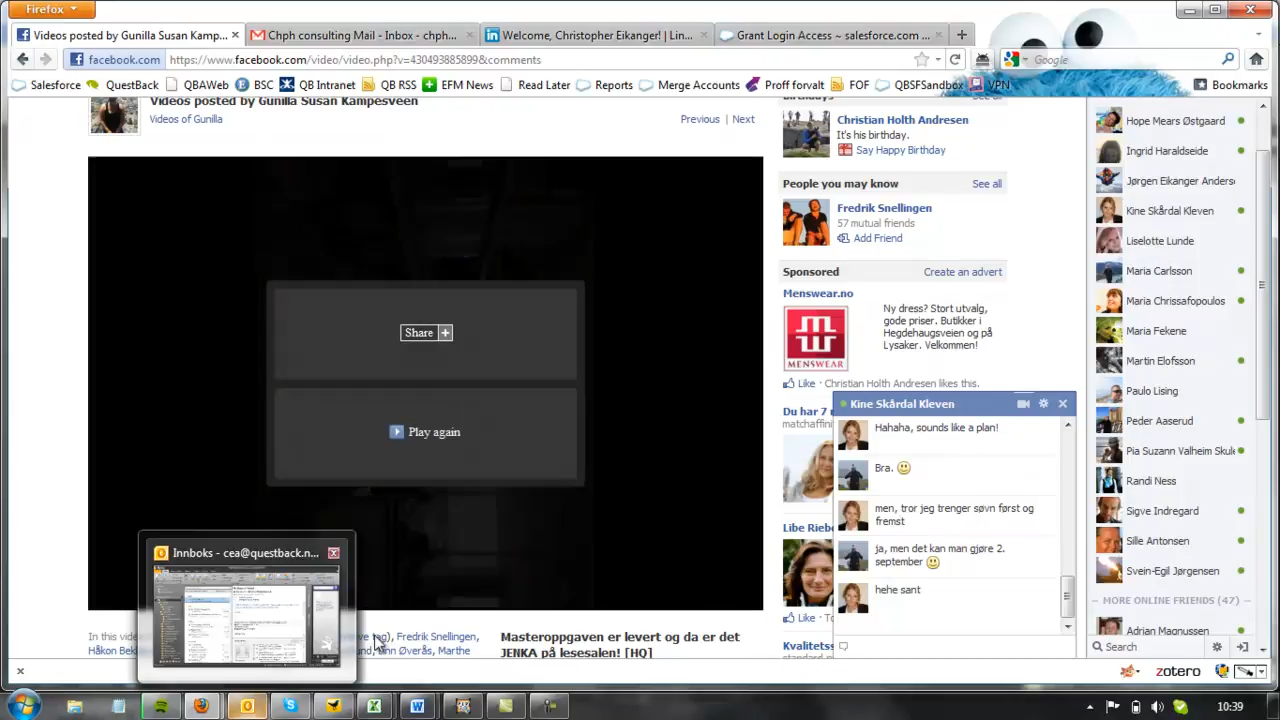 Firefox
Videos posted by Gunilla Susan Kamp...
Chph consulting Mail
Inbox - chph...
Welcome, Christopher Eikanger! | Lin...
Grant Login Access ~ salesforce.com ...
facebook.com
https://www.facebook.com/video/video.php?v=430493885899&comments
Google
Salesforce
QuestBack
QBAWeb
BSC
QB Intranet
QB RSS
EFM News
Read Later
Reports
Merge Accounts
Proff forvalt
FOF
QBSFSandbox
VPN
Bookmarks
Videos posted by Gunilla Susan Kampesveen
Videos of Gunilla
Previous | Next
Share +
Play again
Innboks - cea@questback.n...
In this video
Fredrik Snellingen,
Håkon Bek
Ann Øverås, Marthe
Masteroppgaven er levert og da er det
JENKA på lesesalen! [HQ]
Birthdays
See all
Christian Holth Andresen
It's his birthday.
Say Happy Birthday
People you may know
See all
Fredrik Snellingen
57 mutual friends
Add Friend
Sponsored
Create an advert
Menswear.no
MENSWEAR
Ny dress? Stort utvalg,
gode priser. Butikker i
Hegdehaugsveien og på
Lysaker. Velkommen!
Like · Christian Holth Andresen likes this.
Du har 7
matchaffini
Libe Riebe
Like ·
Kvalitetss
Kine Skårdal Kleven
Hahaha, sounds like a plan!
Bra.
men, tror jeg trenger søvn først og
fremst
ja, men det kan man gjøre 2.
september
hehe sant
Hope Mears Østgaard
Ingrid Haraldseide
Jørgen Eikanger Anders
Kine Skårdal Kleven
Liselotte Lunde
Maria Carlsson
Maria Chrissafopoulos
Maria Fekene
Martin Elofsson
Paulo Lising
Peder Aaserud
Pia Suzann Valheim Skule
Randi Ness
Sigve Indregard
Sille Antonsen
Svein-Egil Jørgensen
MORE ONLINE FRIENDS (47)
Adrian Magnussen
Search
zotero
10:39